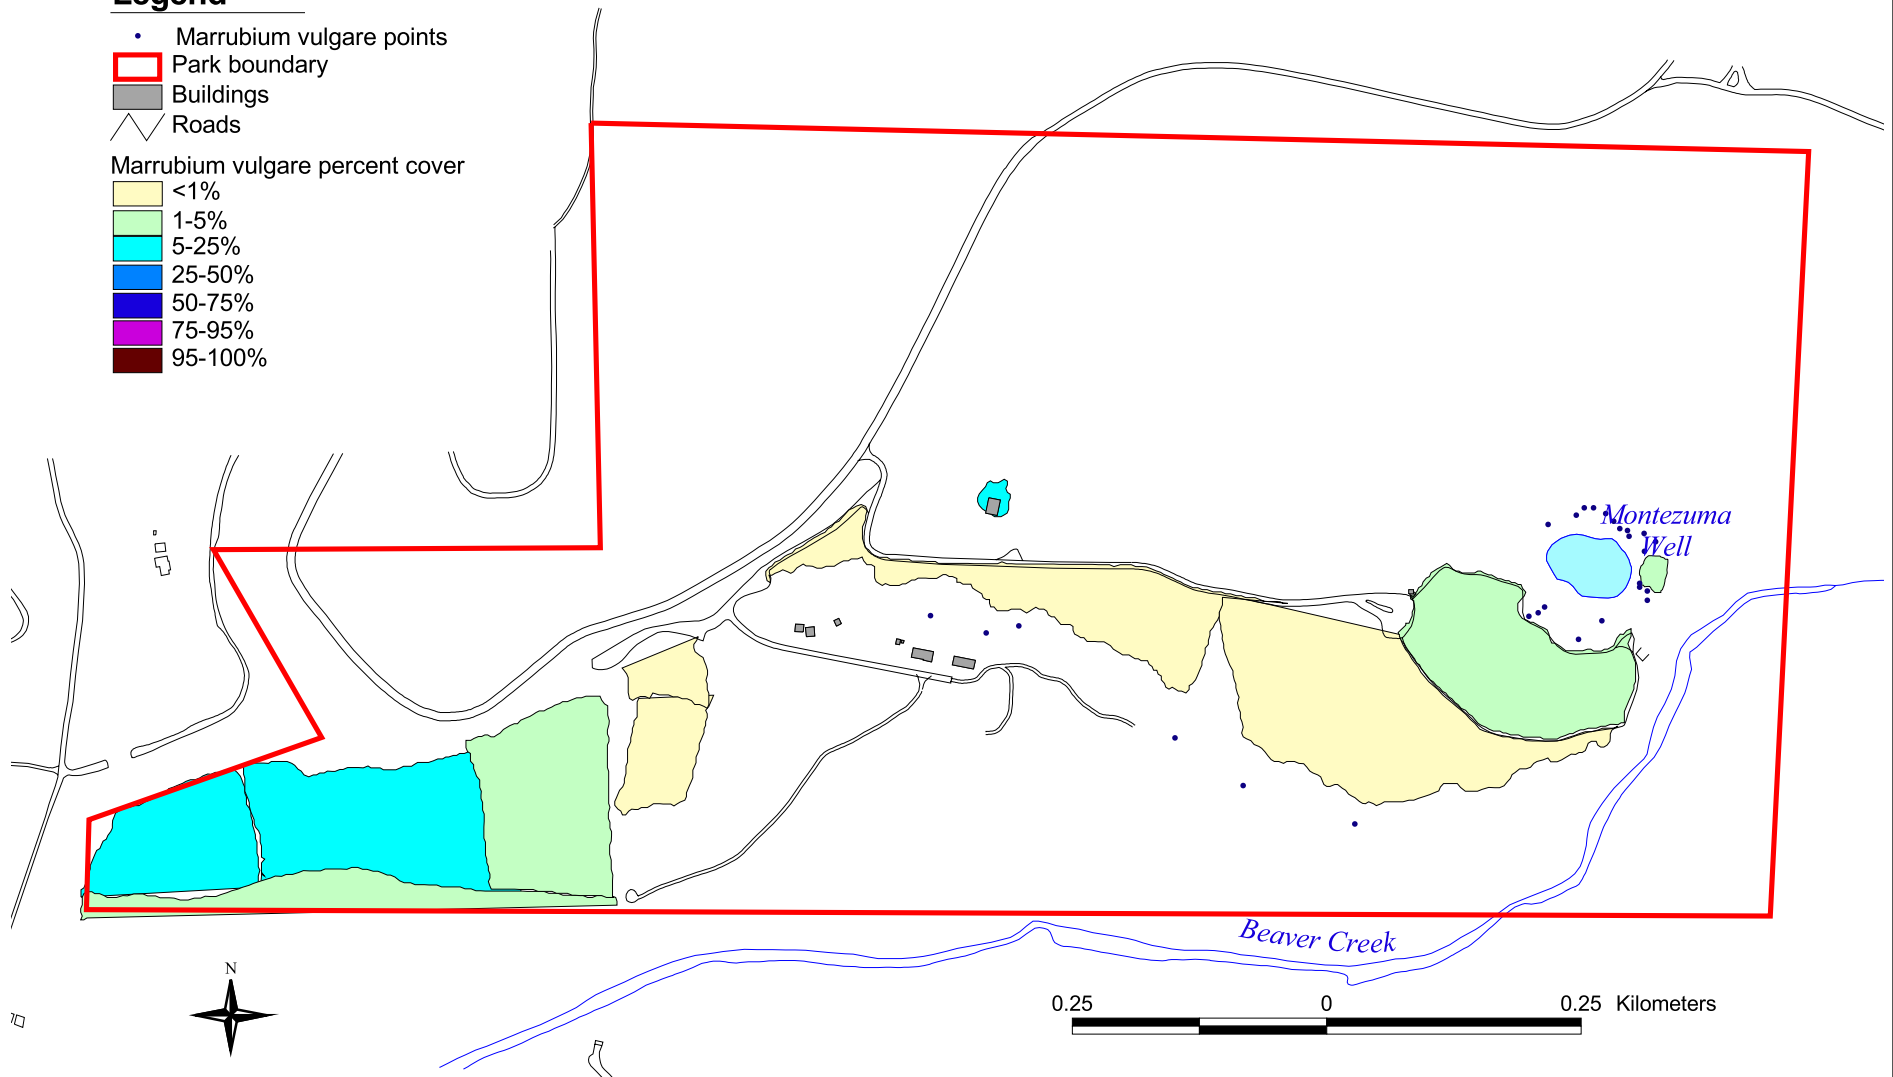 Legend
Marrubium vulgare points
Park boundary
Buildings
Roads
Marrubium vulgare percent cover
<1%
1-5%
5-25%
25-50%
50-75%
75-95%
95-100%
Montezuma
Well
Beaver Creek
N
0.25 0 0.25 Kilometers